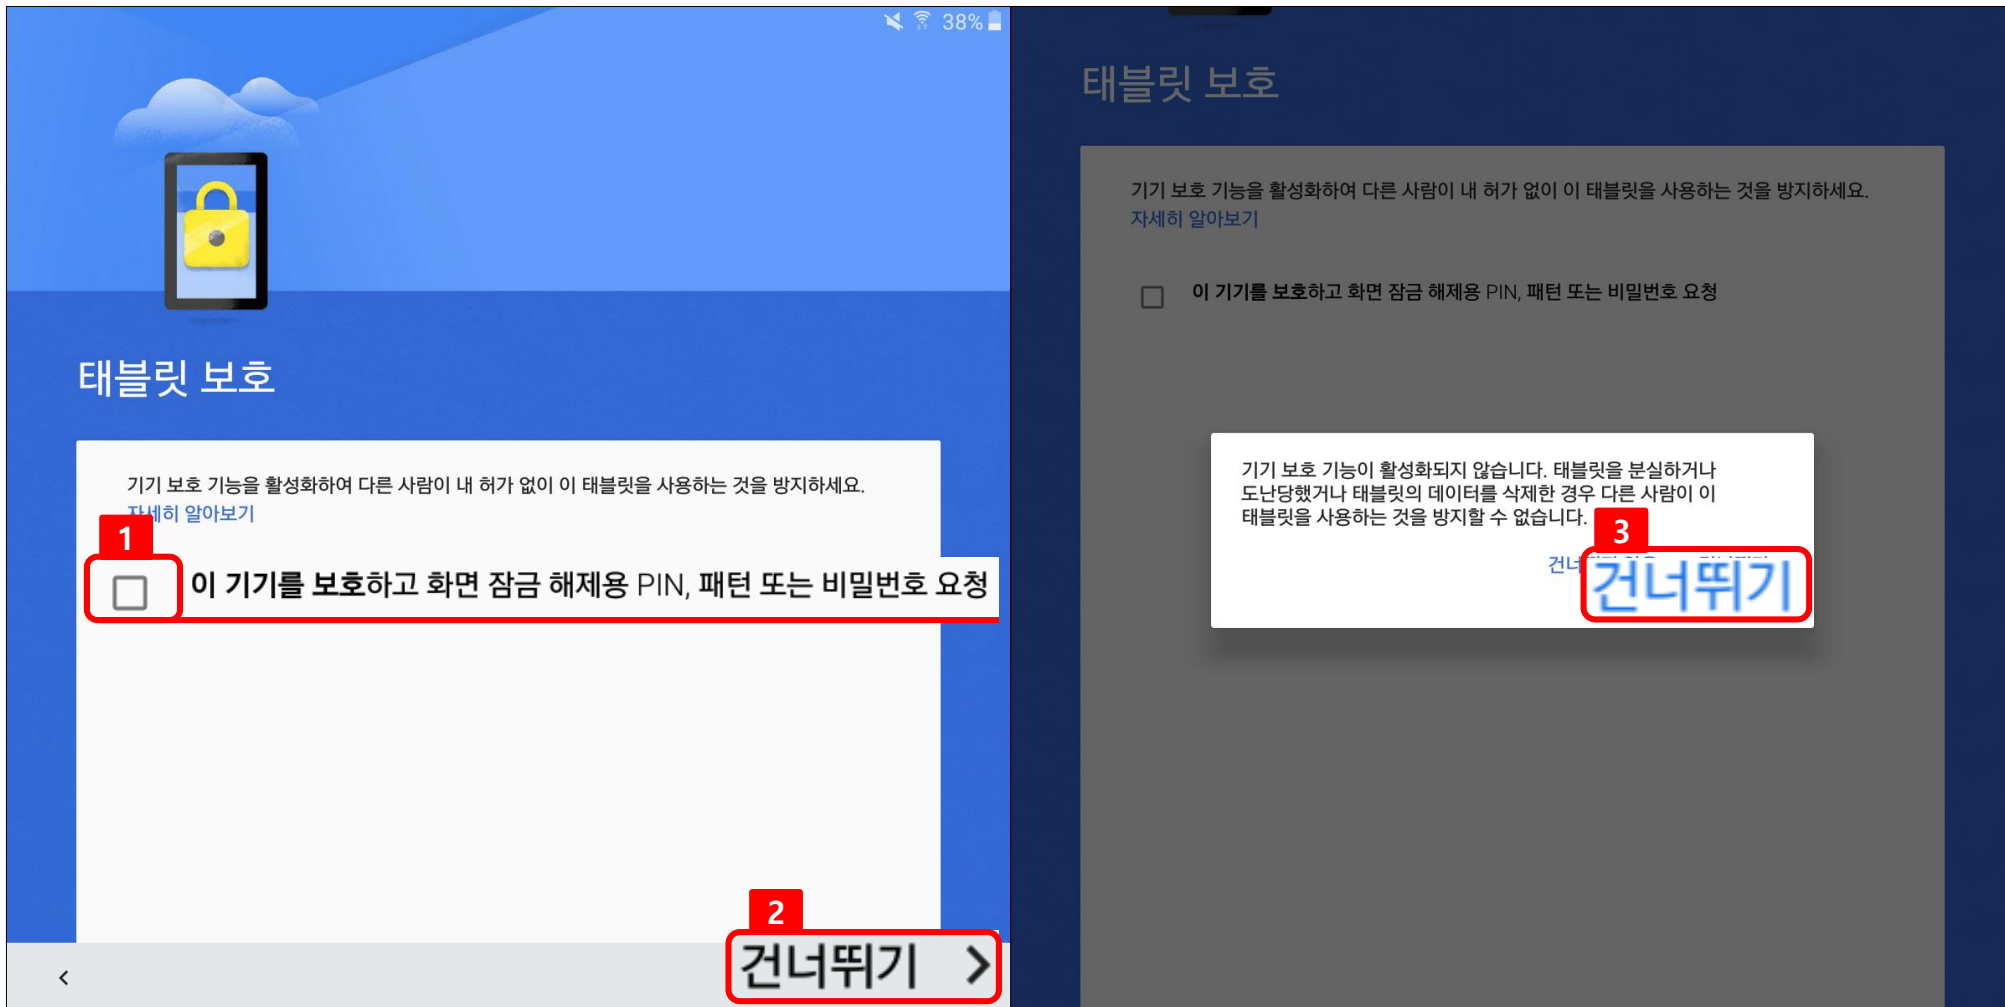 38%
태블릿 보호
기기 보호 기능을 활성화하여 다른 사람이 내 허가 없이 이 태블릿을 사용하는 것을 방지하세요.
자세히 알아보기
1
이 기기를 보호하고 화면 잠금 해제용 PIN, 패턴 또는 비밀번호 요청
2
건너뛰기
태블릿 보호
기기 보호 기능을 활성화하여 다른 사람이 내 허가 없이 이 태블릿을 사용하는 것을 방지하세요.
자세히 알아보기
이 기기를 보호하고 화면 잠금 해제용 PIN, 패턴 또는 비밀번호 요청
기기 보호 기능이 활성화되지 않습니다. 태블릿을 분실하거나
도난당했거나 태블릿의 데이터를 삭제한 경우 다른 사람이 이
태블릿을 사용하는 것을 방지할 수 없습니다.
3
건너뛰기